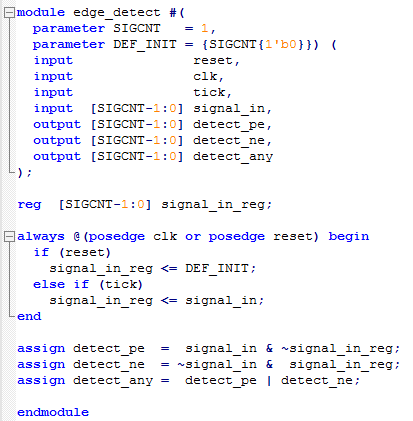 module edge_detect #(
  parameter SIGCNT   = 1,
  parameter DEF_INIT = {SIGCNT{1'b0}}) (
  input               reset,
  input               clk,
  input               tick,
  input  [SIGCNT-1:0] signal_in,
  output [SIGCNT-1:0] detect_pe,
  output [SIGCNT-1:0] detect_ne,
  output [SIGCNT-1:0] detect_any
);

reg  [SIGCNT-1:0] signal_in_reg;

always @(posedge clk or posedge reset) begin
  if (reset)
    signal_in_reg <= DEF_INIT;
  else if (tick)
    signal_in_reg <= signal_in;
end

assign detect_pe  =  signal_in & ~signal_in_reg;
assign detect_ne  = ~signal_in &  signal_in_reg;
assign detect_any =  detect_pe | detect_ne;

endmodule